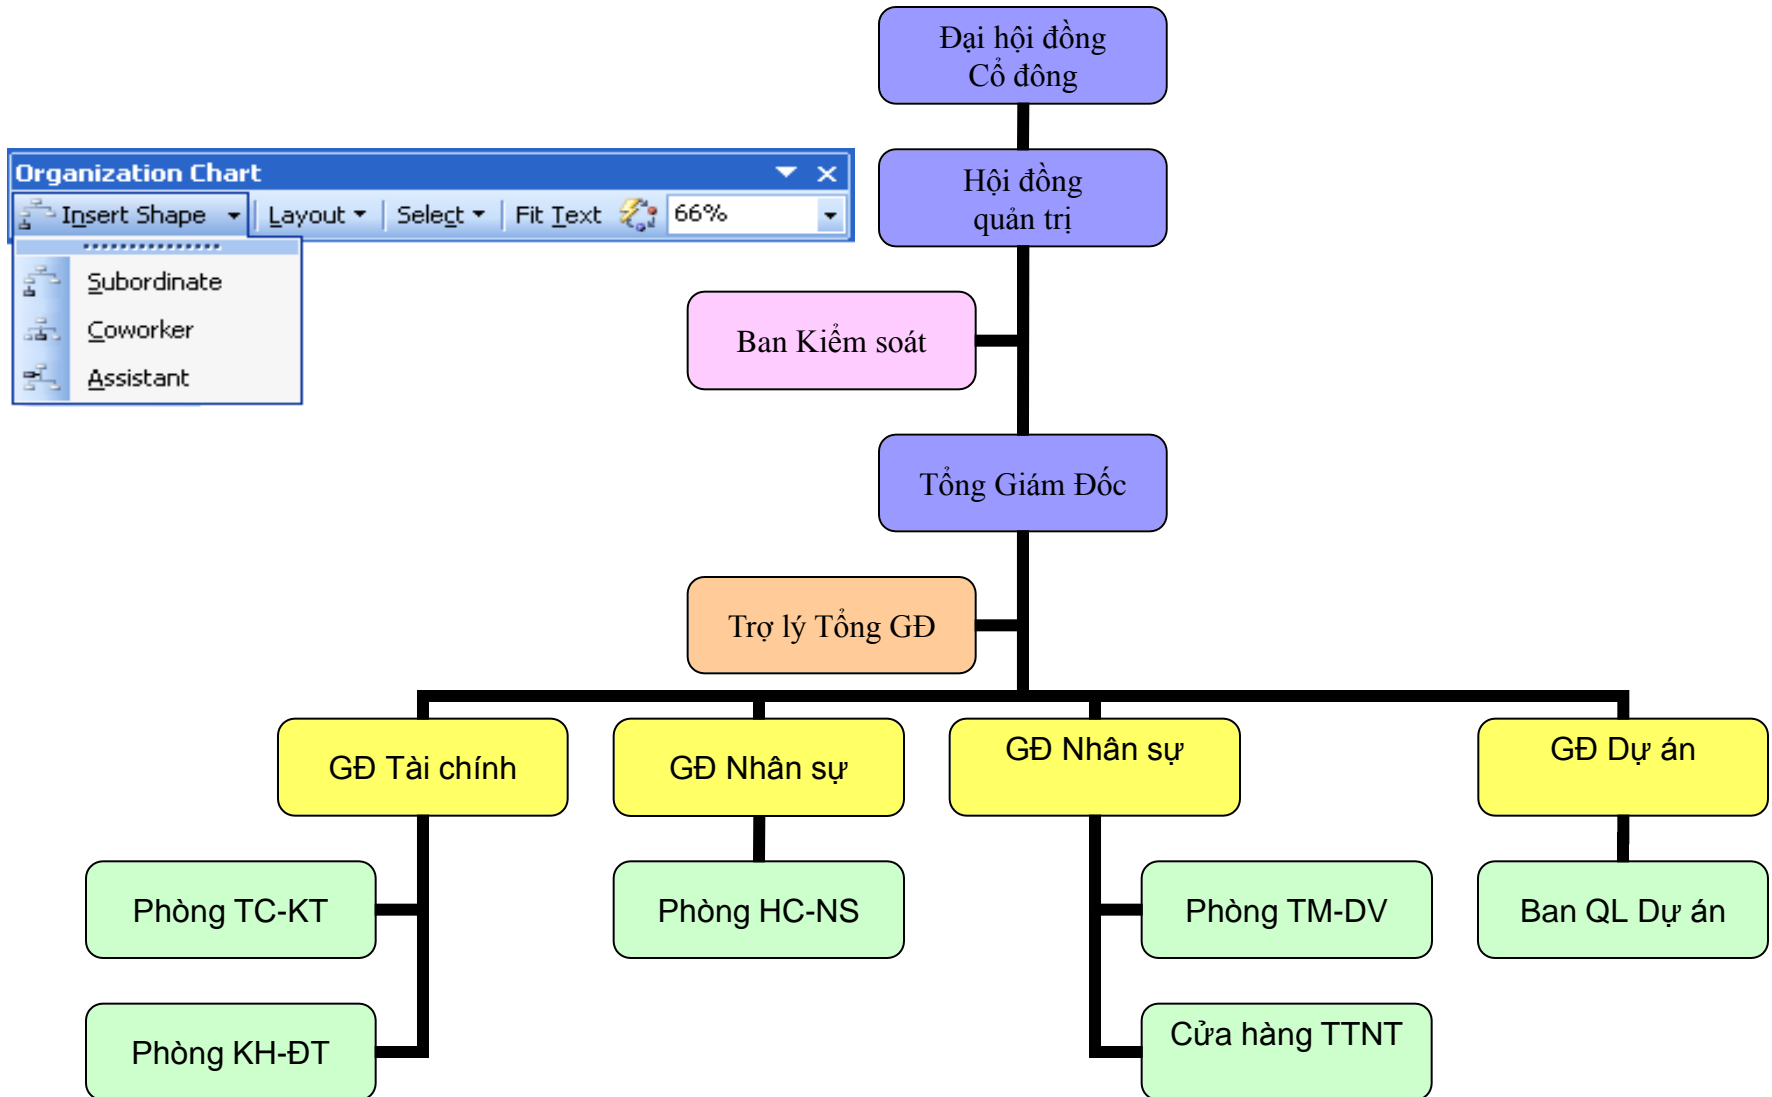 Đại hội đồng
Cổ đông
Organization Chart
Insert Shape Layout Select Fit Text 66%
Subordinate
Coworker
Assistant
Hội đồng
quản trị
Ban Kiểm soát
Tổng Giám Đốc
Trợ lý Tổng GĐ
GĐ Tài chính
GĐ Nhân sự
GĐ Nhân sự
GĐ Dự án
Phòng TC-KT
Phòng HC-NS
Phòng TM-DV
Ban QL Dự án
Phòng KH-ĐT
Cửa hàng TTNT